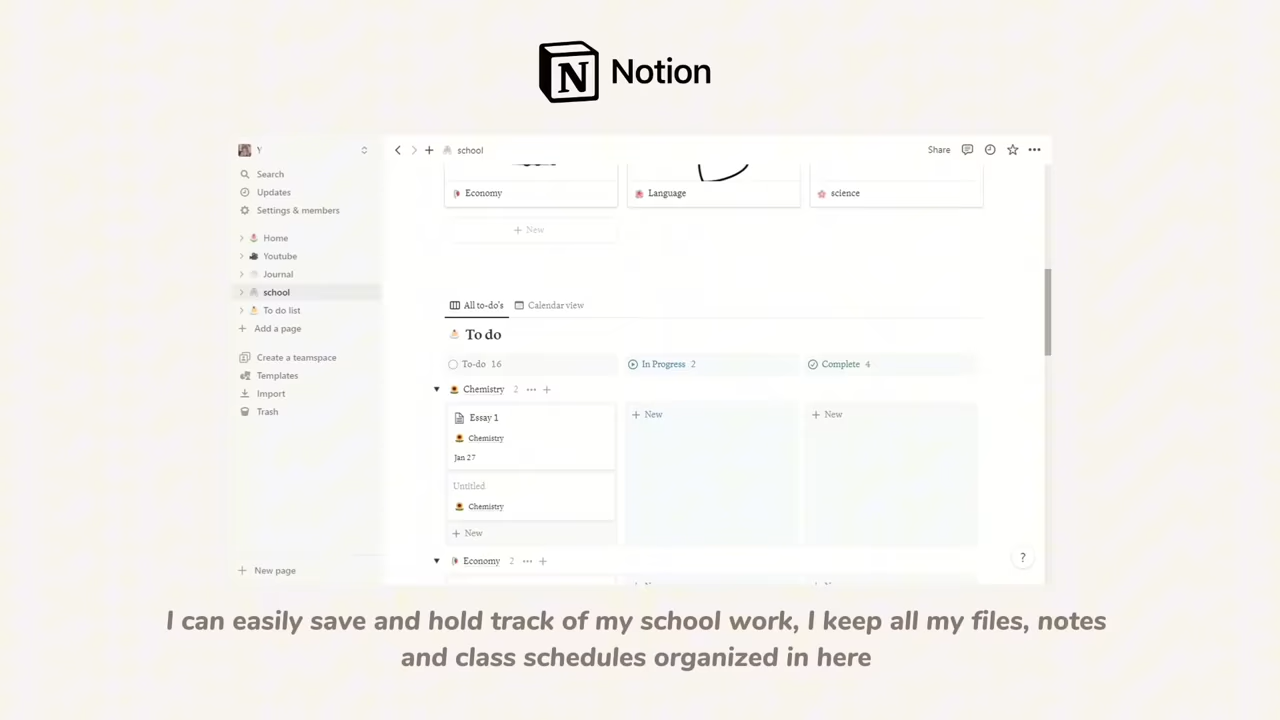 Notion
Y
school
Share
Search
Updates
Settings & members
Home
Youtube
Journal
school
To do list
Add a page
Create a teamspace
Templates
Import
Trash
New page
Economy
Language
science
New
All to-do's
Calendar view
To do
To-do 16
In Progress 2
Complete 4
Chemistry 2
Essay 1
Chemistry
Jan 27
Untitled
Chemistry
New
New
New
Economy 2
?
I can easily save and hold track of my school work, I keep all my files, notes
and class schedules organized in here